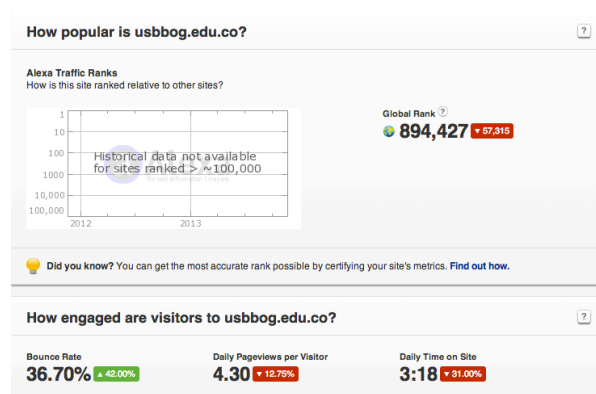 How popular is usbbog.edu.co?
?
Alexa Traffic Ranks
How is this site ranked relative to other sites?
1
10
100
1000
10,000
100,000
Historical data not available
for sites ranked > ~100,000
2012 2013
Global Rank ?
894,427 ▼ 57,315
Did you know? You can get the most accurate rank possible by certifying your site's metrics. Find out how.
How engaged are visitors to usbbog.edu.co?
?
Bounce Rate Daily Pageviews per Visitor Daily Time on Site
36.70% ▲ 42.00% 4.30 ▼ 12.75% 3:18 ▼ 31.00%